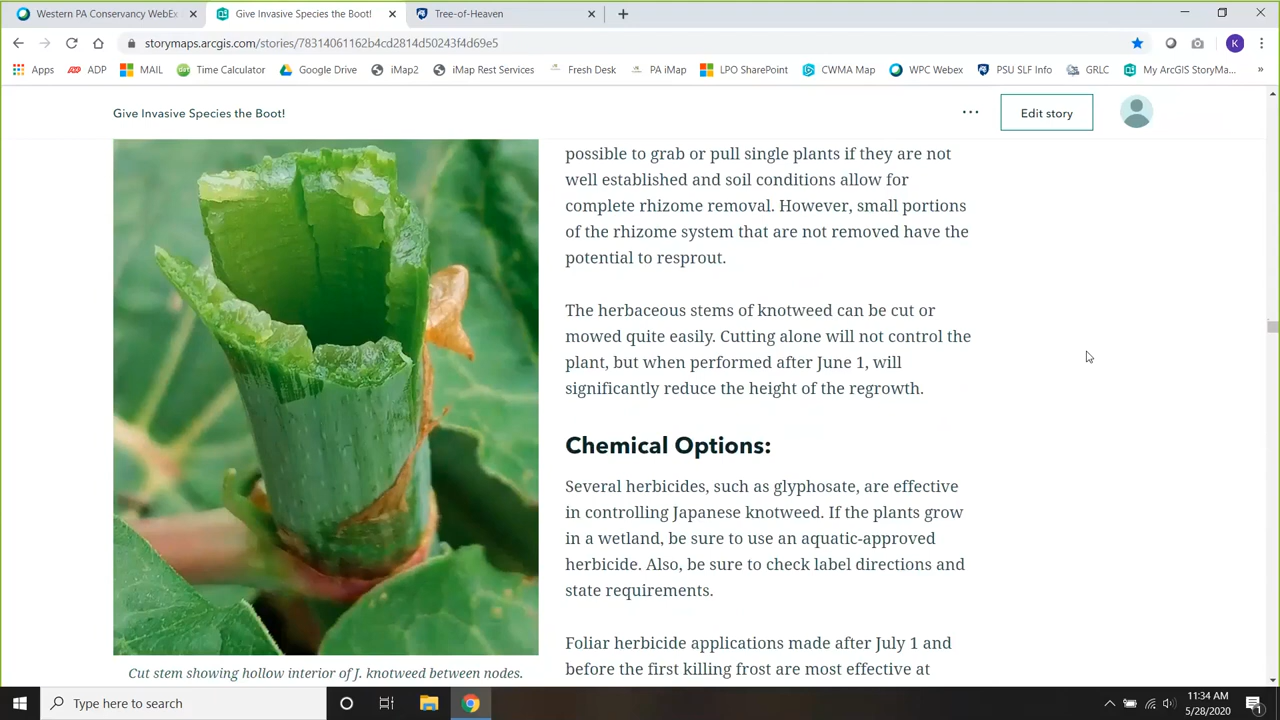 Western PA Conservancy WebEx
Give Invasive Species the Boot!
Tree-of-Heaven
storymaps.arcgis.com/stories/78314061162b4cd2814d50243f4d69e5
K
Apps
ADP
MAIL
Time Calculator
Google Drive
iMap2
iMap Rest Services
Fresh Desk
PA iMap
LPO SharePoint
CWMA Map
WPC Webex
PSU SLF Info
GRLC
My ArcGIS StoryMa...
Give Invasive Species the Boot!
Edit story
possible to grab or pull single plants if they are not
well established and soil conditions allow for
complete rhizome removal. However, small portions
of the rhizome system that are not removed have the
potential to resprout.
The herbaceous stems of knotweed can be cut or
mowed quite easily. Cutting alone will not control the
plant, but when performed after June 1, will
significantly reduce the height of the regrowth.
Chemical Options:
Several herbicides, such as glyphosate, are effective
in controlling Japanese knotweed. If the plants grow
in a wetland, be sure to use an aquatic-approved
herbicide. Also, be sure to check label directions and
state requirements.
Foliar herbicide applications made after July 1 and
before the first killing frost are most effective at
Cut stem showing hollow interior of J. knotweed between nodes.
Type here to search
11:34 AM
5/28/2020
1